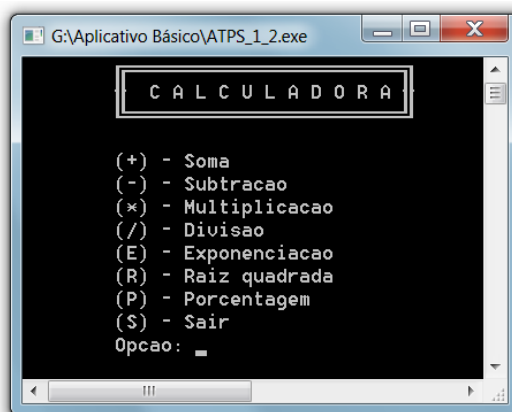 G:\Aplicativo Básico\ATPS_1_2.exe
C A L C U L A D O R A
(+) - Soma
(-) - Subtracao
(*) - Multiplicacao
(/) - Divisao
(E) - Exponenciacao
(R) - Raiz quadrada
(P) - Porcentagem
(S) - Sair
Opcao: _